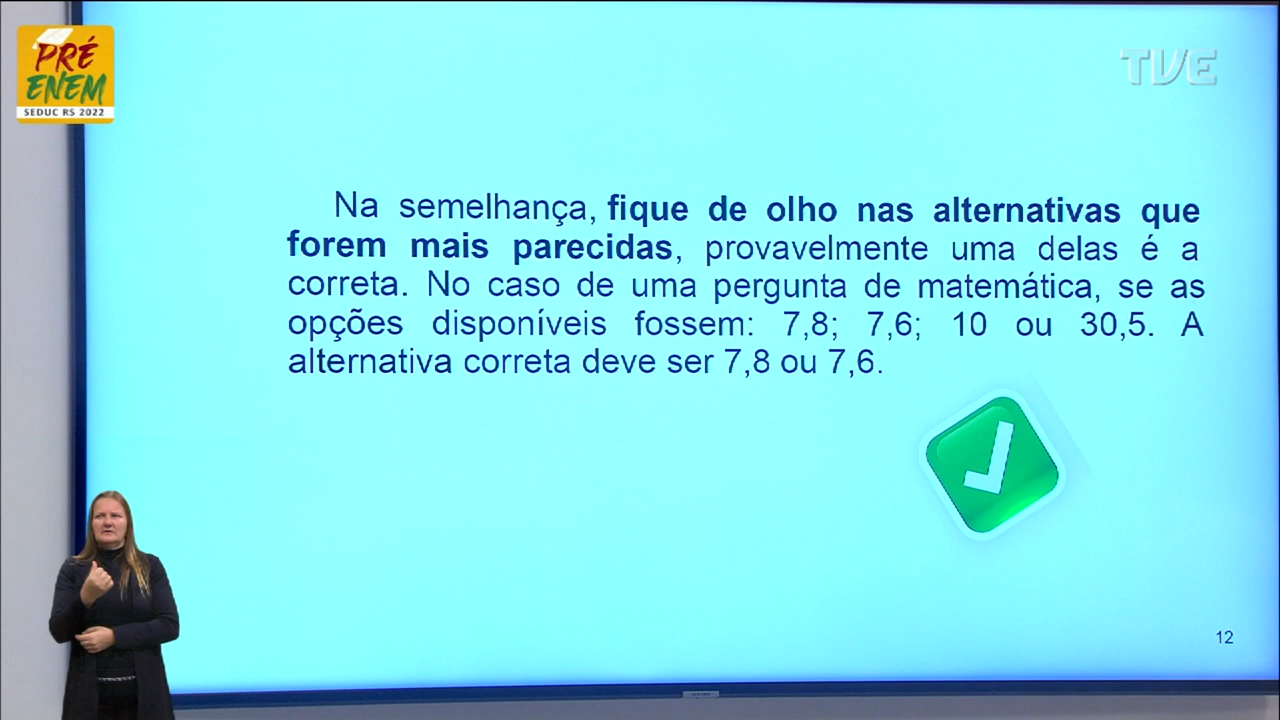 PRÉ
ENEM
SEDUC RS 2022
TVE
Na semelhança, fique de olho nas alternativas que
forem mais parecidas, provavelmente uma delas é a
correta. No caso de uma pergunta de matemática, se as
opções disponíveis fossem: 7,8; 7,6; 10 ou 30,5. A
alternativa correta deve ser 7,8 ou 7,6.
12